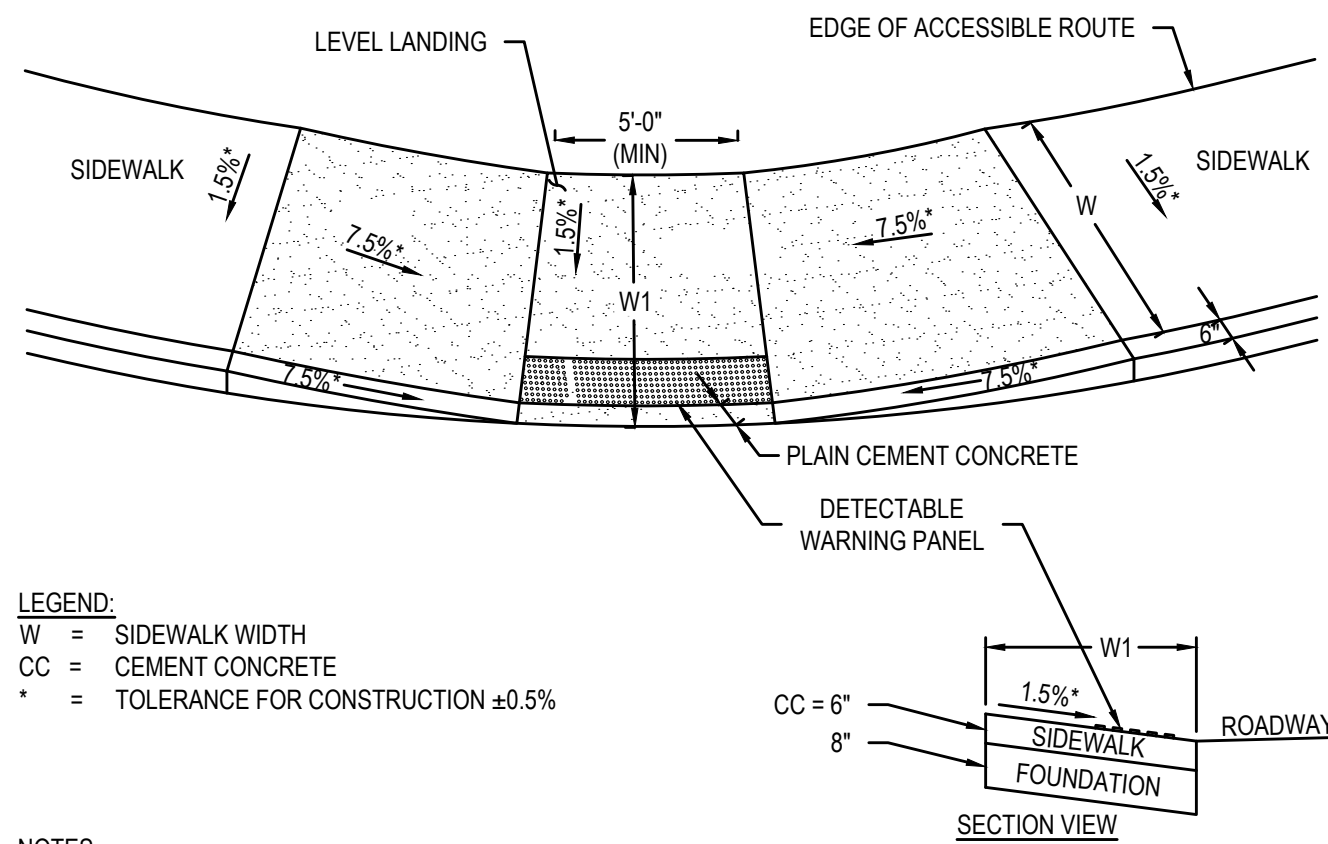 LEVEL LANDING
EDGE OF ACCESSIBLE ROUTE
5'-0"
(MIN)
SIDEWALK
1.5%*
7.5%*
1.5%*
W1
7.5%*
W
1.5%*
SIDEWALK
6"
7.5%*
7.5%*
PLAIN CEMENT CONCRETE
DETECTABLE
WARNING PANEL
LEGEND:
W = SIDEWALK WIDTH
CC = CEMENT CONCRETE
* = TOLERANCE FOR CONSTRUCTION ±0.5%
W1
1.5%*
CC = 6"
8"
SIDEWALK
FOUNDATION
ROADWAY
SECTION VIEW
NOTES